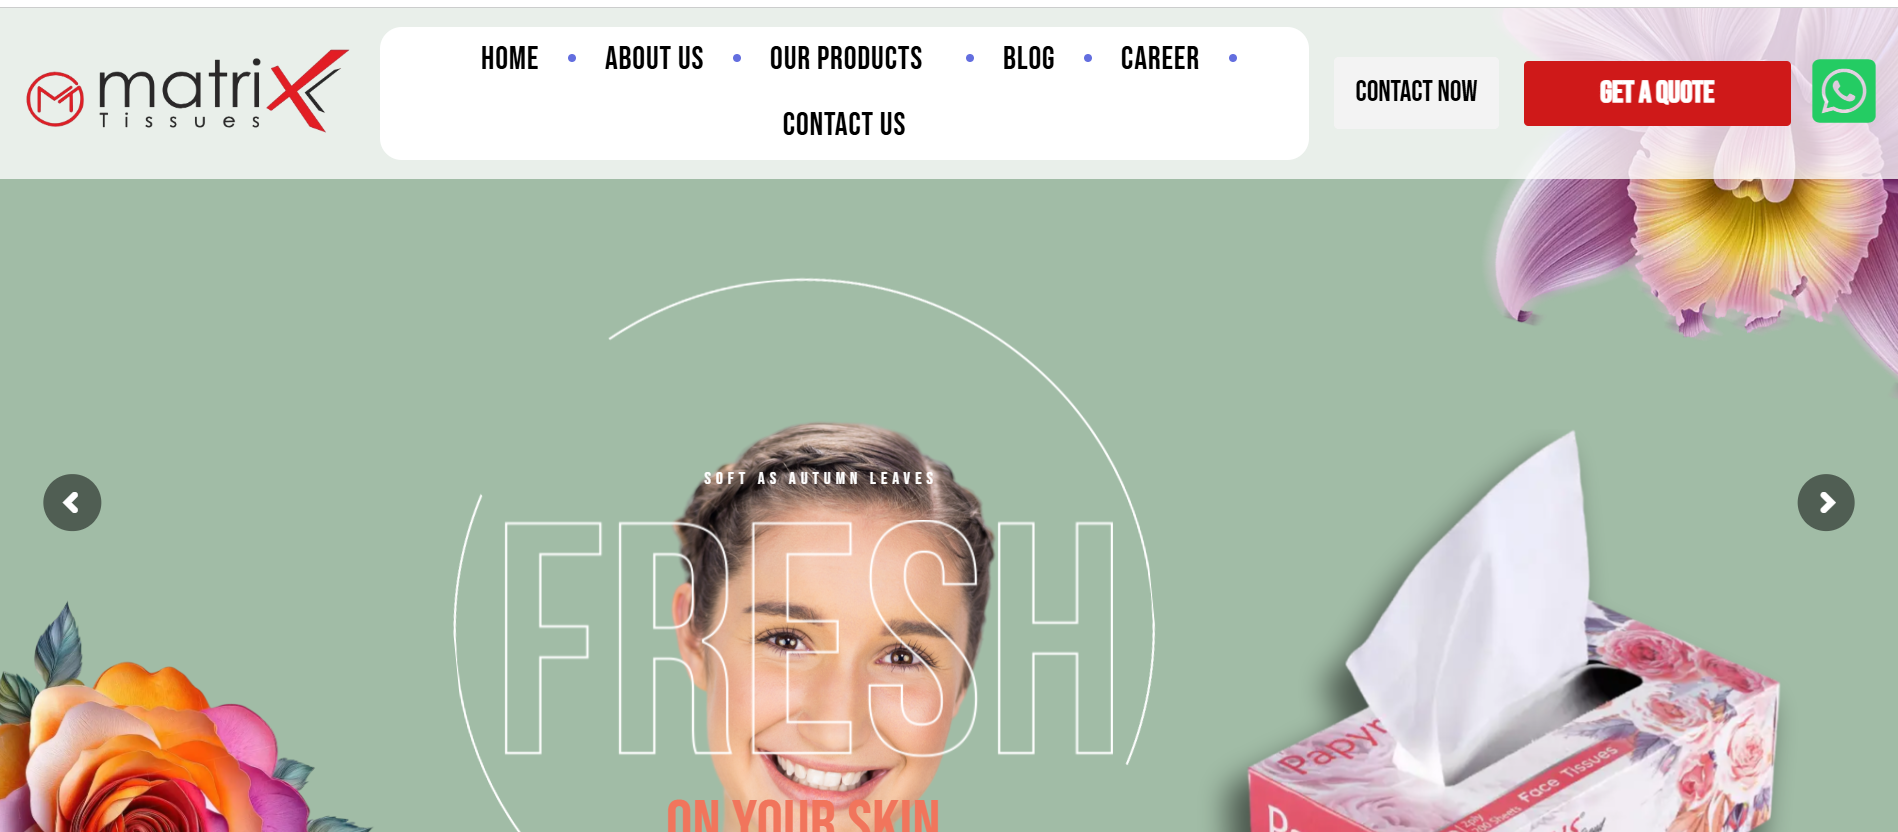 matrix
Tissues
HOME
ABOUT US
OUR PRODUCTS
BLOG
CAREER
CONTACT US
CONTACT NOW
GET A QUOTE
SOFT AS AUTUMN LEAVES
FRESH
ON YOUR SKIN
Face Tissues
2ply